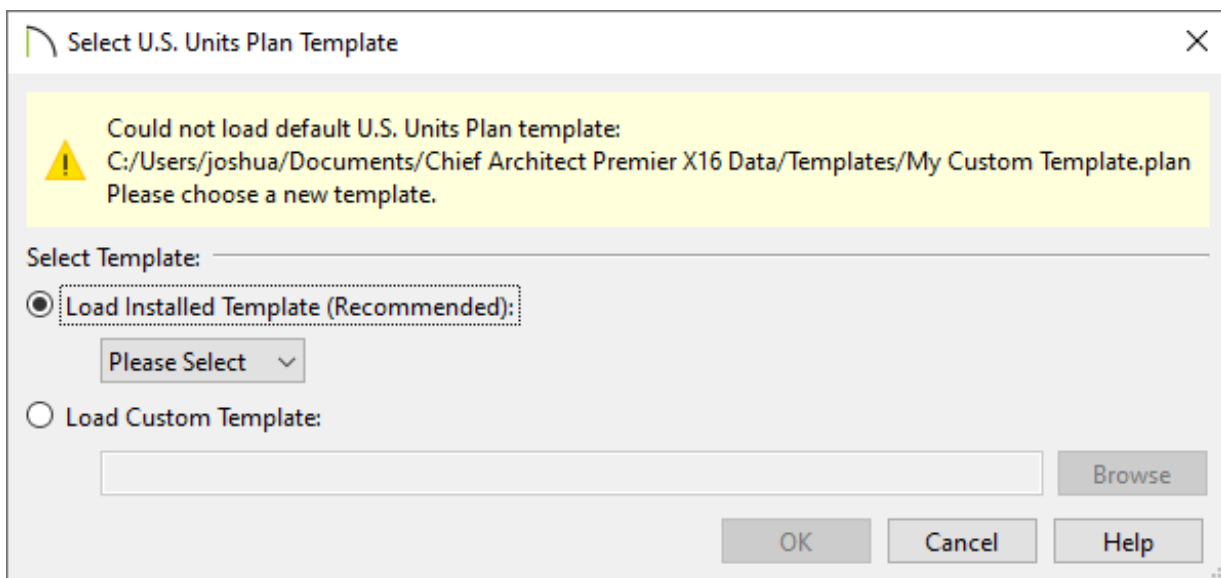 Select U.S. Units Plan Template
Could not load default U.S. Units Plan template:
C:/Users/joshua/Documents/Chief Architect Premier X16 Data/Templates/My Custom Template.plan
Please choose a new template.
Select Template:
Load Installed Template (Recommended):
Please Select
Load Custom Template:
Browse
OK Cancel Help